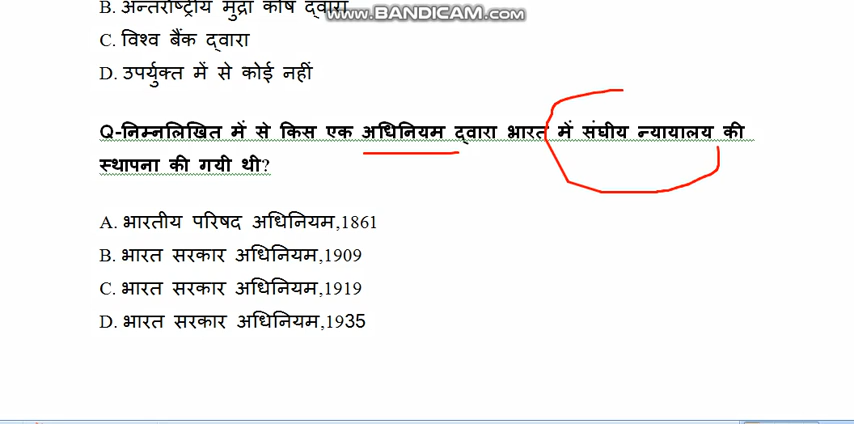 www.BANDICAM.com
B. अन्तर्राष्ट्रीय मुद्रा कोष द्वारा
C. विश्व बैंक द्वारा
D. उपर्युक्त में से कोई नहीं
Q-निम्नलिखित में से किस एक अधिनियम द्वारा भारत में संघीय न्यायालय की
स्थापना की गयी थी?
A. भारतीय परिषद अधिनियम,1861
B. भारत सरकार अधिनियम,1909
C. भारत सरकार अधिनियम,1919
D. भारत सरकार अधिनियम,1935